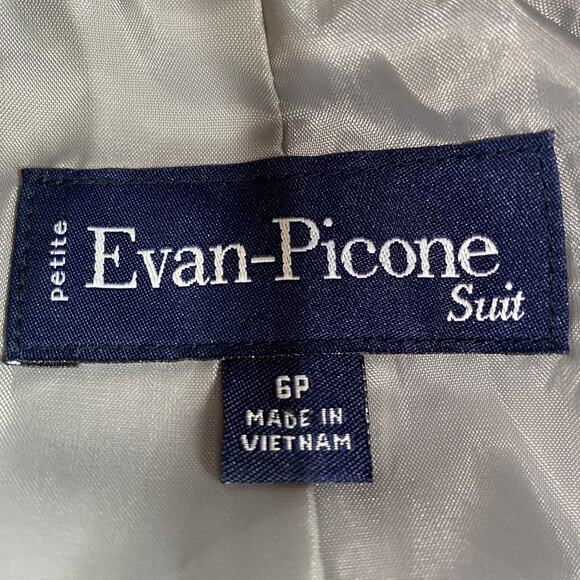 petite
Evan-Picone
Suit
6P
MADE IN
VIETNAM